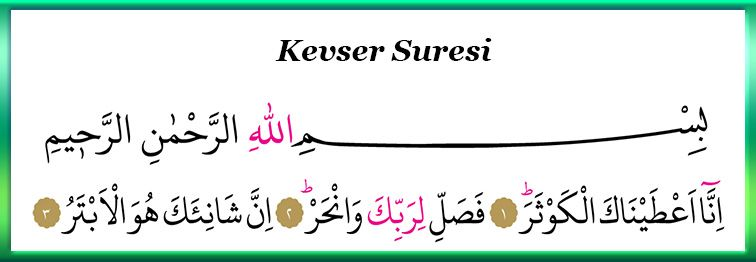 Kevser Suresi
بِسْمِ اللّٰهِ الرَّحْمٰنِ الرَّح۪يمِ
اِنَّٓا اَعْطَيْنَاكَ الْكَوْثَرَۜ ﴿١﴾ فَصَلِّ لِرَبِّكَ وَانْحَرْۜ ﴿٢﴾ اِنَّ شَانِئَكَ هُوَ الْاَبْتَرُ ﴿٣﴾